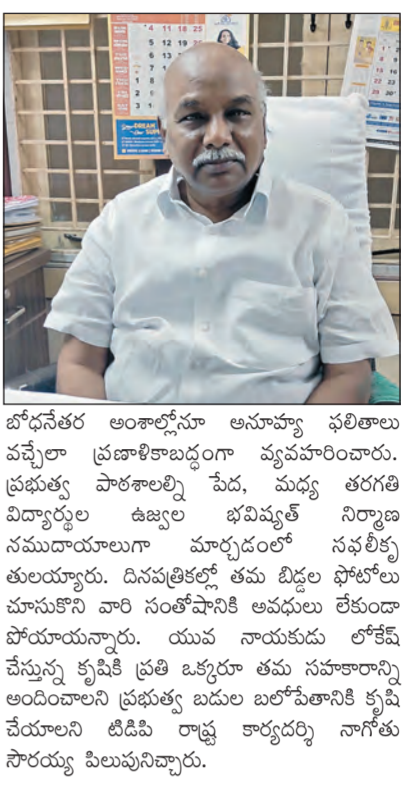 బోధనేతర అంశాల్లోనూ అనూహ్య ఫలితాలు
వచ్చేలా ప్రణాళికాబద్ధంగా వ్యవహరించారు.
ప్రభుత్వ పాఠశాలల్ని పేద, మధ్య తరగతి
విద్యార్థుల ఉజ్వల భవిష్యత్ నిర్మాణ
నముదాయాలుగా మార్చడంలో సఫలీకృ
తులయ్యారు. దినపత్రికల్లో తమ బిడ్డల ఫోటోలు
చూసుకొని వారి సంతోషానికి అవధులు లేకుండా
పోయాయన్నారు. యువ నాయకుడు లోకేష్
చేస్తున్న కృషికి ప్రతి ఒక్కరూ తమ సహకారాన్ని
అందించాలని ప్రభుత్వ బడుల బలోపేతానికి కృషి
చేయాలని టిడిపి రాష్ట్ర కార్యదర్శి నాగోతు
సౌరయ్య పిలుపునిచ్చారు.